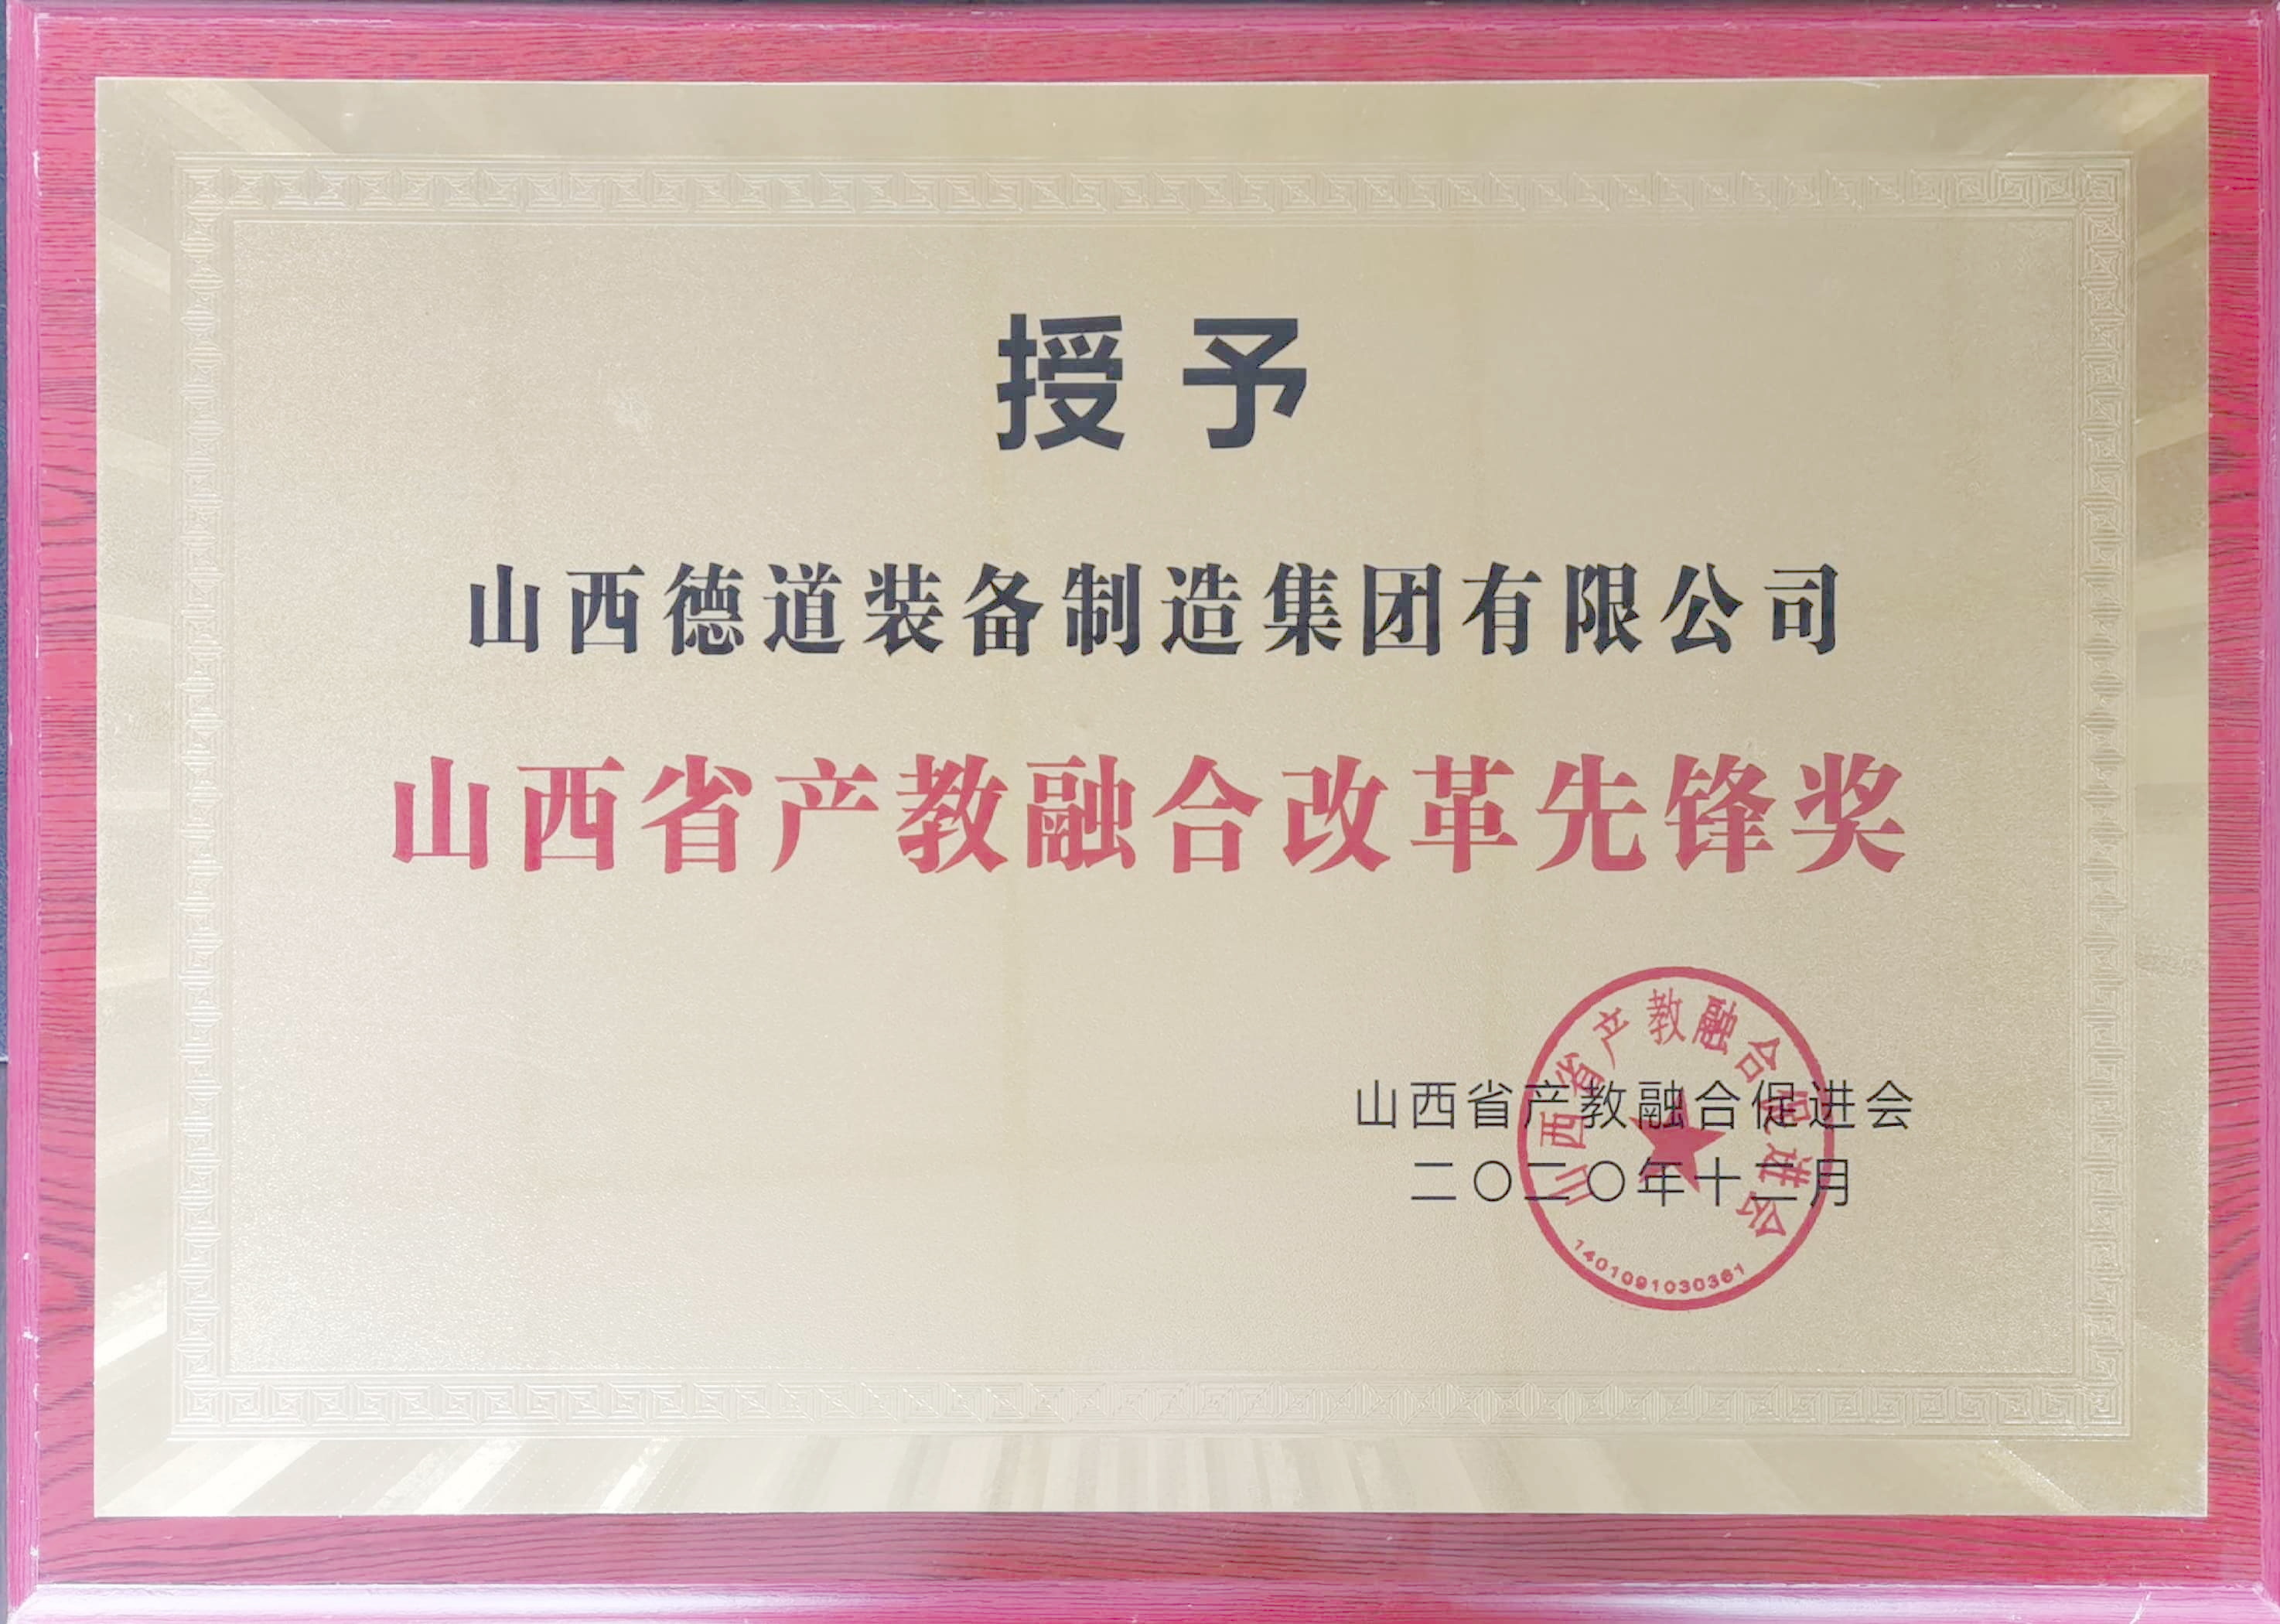 授予
山西德道装备制造集团有限公司
山西省产教融合改革先锋奖
山西省产教融合促进会
二〇二〇年十二月
山西省产教融合促进会
1401091030361